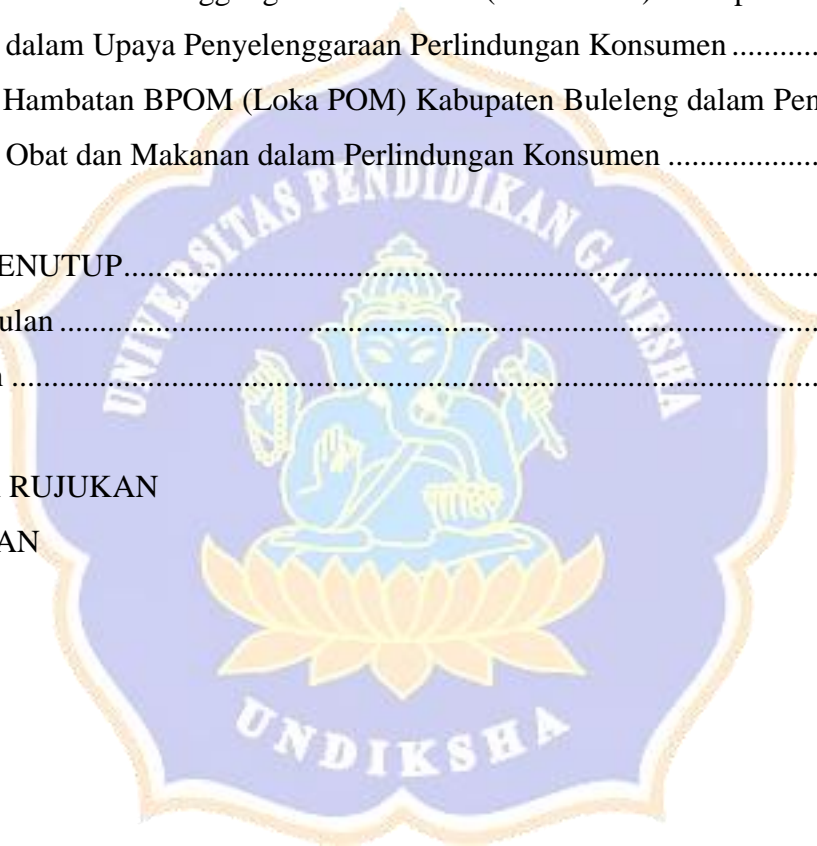 dalam Upaya Penyelenggaraan Perlindungan Konsumen ...........
Hambatan BPOM (Loka POM) Kabupaten Buleleng dalam Pen
Obat dan Makanan dalam Perlindungan Konsumen ...................
ENUTUP.............................................................................................
ulan .....................................................................................................
n ...........................................................................................................
RUJUKAN
AN
UNIVERSITAS PENDIDIKAN GANESHA
UNDIKSHA